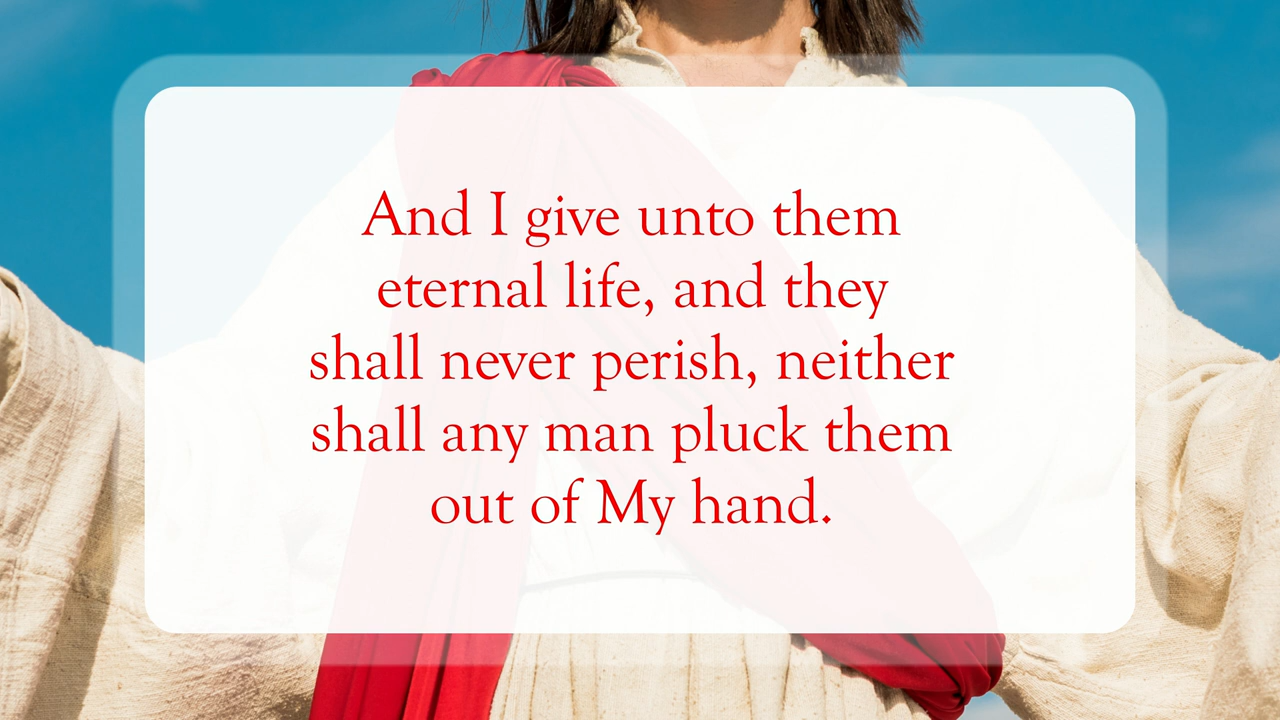 And I give unto them
eternal life, and they
shall never perish, neither
shall any man pluck them
out of My hand.